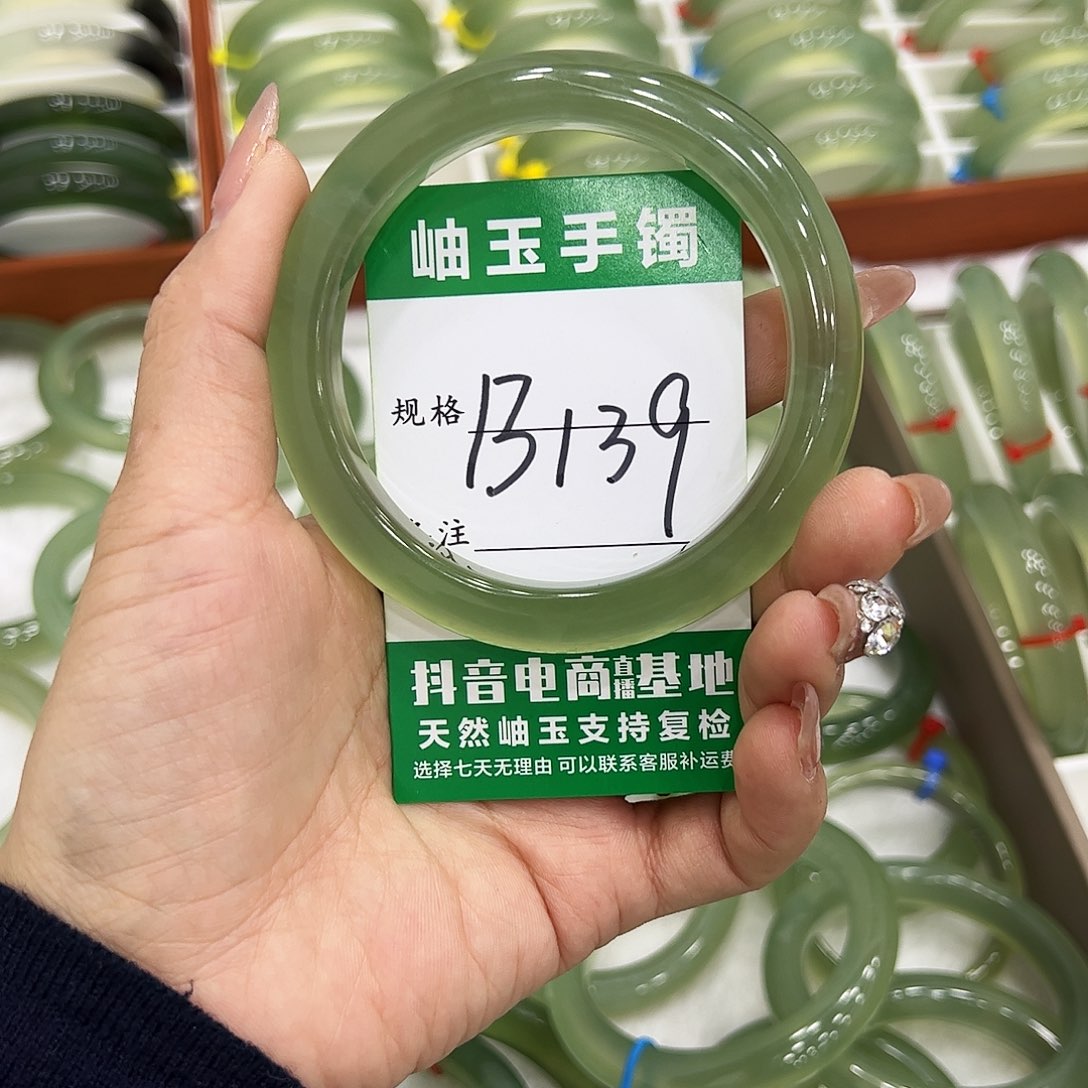 岫玉手镯
规格 B139
注
抖音电商直播基地
天然岫玉支持复检
选择七天无理由 可以联系客服补运费